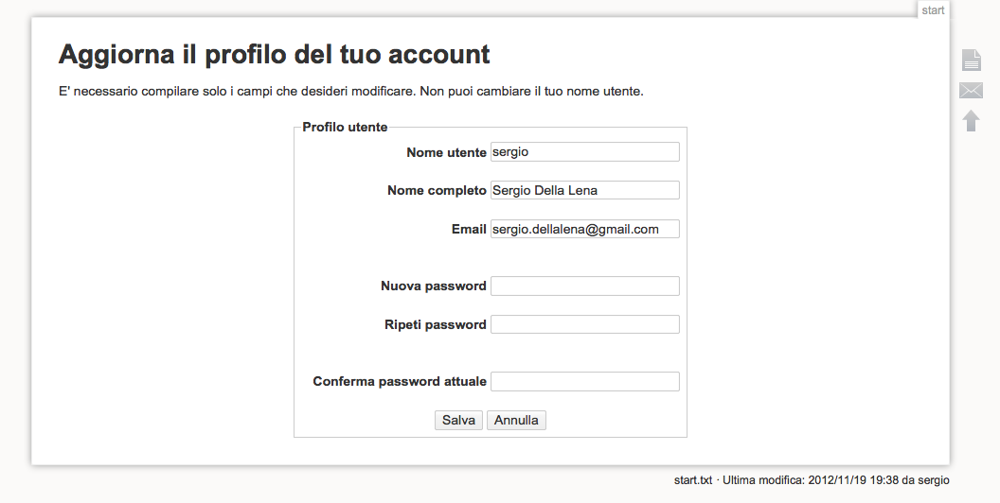 start
Aggiorna il profilo del tuo account
E' necessario compilare solo i campi che desideri modificare. Non puoi cambiare il tuo nome utente.
Profilo utente
Nome utente sergio
Nome completo Sergio Della Lena
Email sergio.dellalena@gmail.com
Nuova password
Ripeti password
Conferma password attuale
Salva Annulla
start.txt · Ultima modifica: 2012/11/19 19:38 da sergio